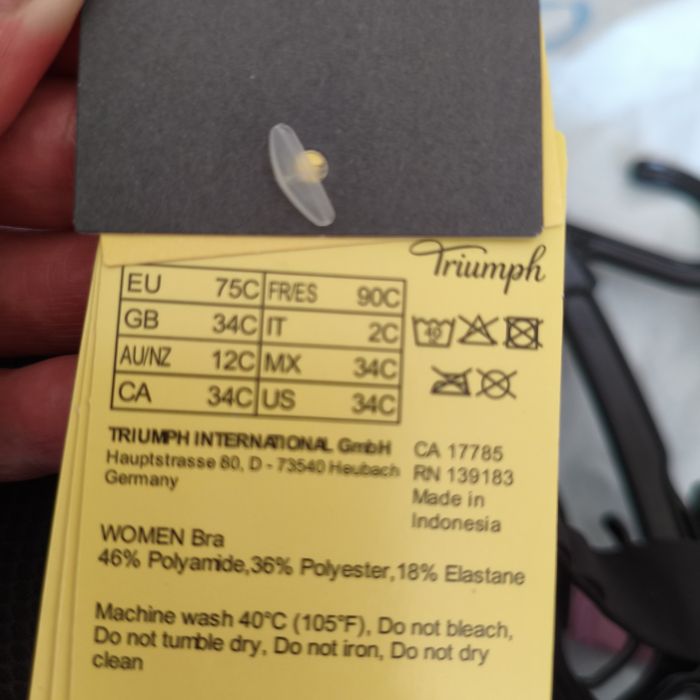 Triumph
EU 75C FR/ES 90C
GB 34C IT 2C
AU/NZ 12C MX 34C
CA 34C US 34C
TRIUMPH INTERNATIONAL GmbH
Hauptstrasse 80, D - 73540 Heubach
Germany
CA 17785
RN 139183
Made in
Indonesia
WOMEN Bra
46% Polyamide,36% Polyester,18% Elastane
Machine wash 40°C (105°F), Do not bleach,
Do not tumble dry, Do not iron, Do not dry
clean